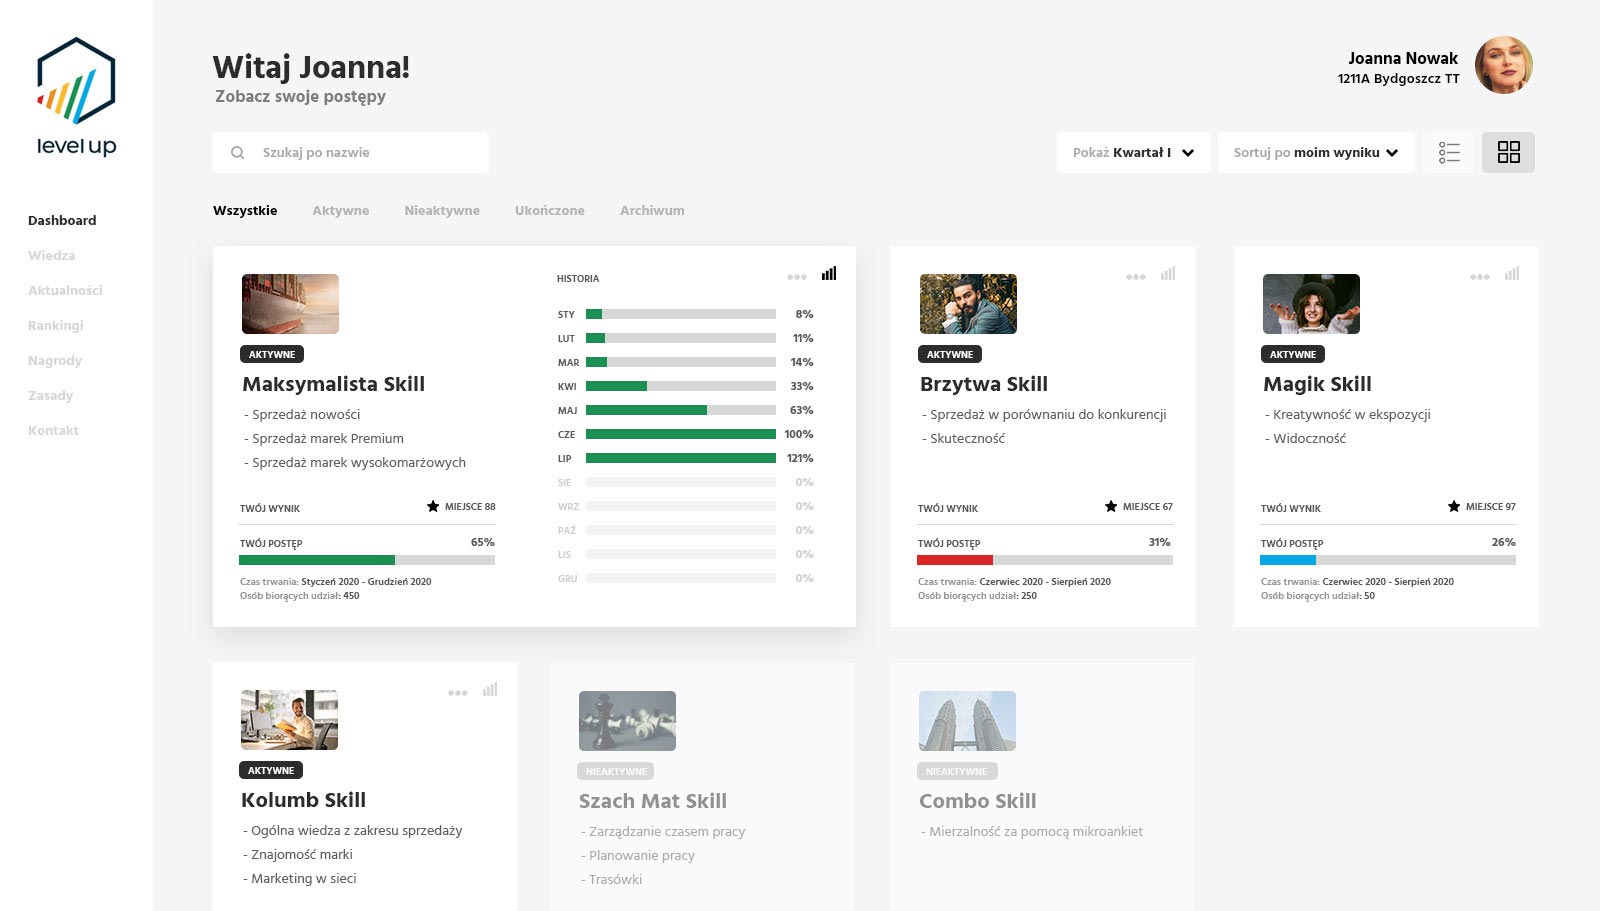 level up
Dashboard
Wiedza
Aktualności
Rankingi
Nagrody
Zasady
Kontakt
Witaj Joanna!
Zobacz swoje postępy
Joanna Nowak
1211A Bydgoszcz TT
Szukaj po nazwie
Pokaż Kwartał I
Sortuj po moim wyniku
Wszystkie Aktywne Nieaktywne Ukończone Archiwum
AKTYWNE
Maksymalista Skill
- Sprzedaż nowości
- Sprzedaż marek Premium
- Sprzedaż marek wysokomarżowych
TWÓJ WYNIK MIEJSCE 88
TWÓJ POSTĘP 65%
Czas trwania: Styczeń 2020 - Grudzień 2020
Osób biorących udział: 450
HISTORIA
STY 8%
LUT 11%
MAR 14%
KWI 33%
MAJ 63%
CZE 100%
LIP 121%
SIE 0%
WRZ 0%
PAŹ 0%
LIS 0%
GRU 0%
AKTYWNE
Brzytwa Skill
- Sprzedaż w porównaniu do konkurencji
- Skuteczność
TWÓJ WYNIK MIEJSCE 67
TWÓJ POSTĘP 31%
Czas trwania: Czerwiec 2020 - Sierpień 2020
Osób biorących udział: 250
AKTYWNE
Magik Skill
- Kreatywność w ekspozycji
- Widoczność
TWÓJ WYNIK MIEJSCE 97
TWÓJ POSTĘP 26%
Czas trwania: Czerwiec 2020 - Sierpień 2020
Osób biorących udział: 50
AKTYWNE
Kolumb Skill
- Ogólna wiedza z zakresu sprzedaży
- Znajomość marki
- Marketing w sieci
NIEAKTYWNE
Szach Mat Skill
- Zarządzanie czasem pracy
- Planowanie pracy
- Trasówki
NIEAKTYWNE
Combo Skill
- Mierzalność za pomocą mikroankiet